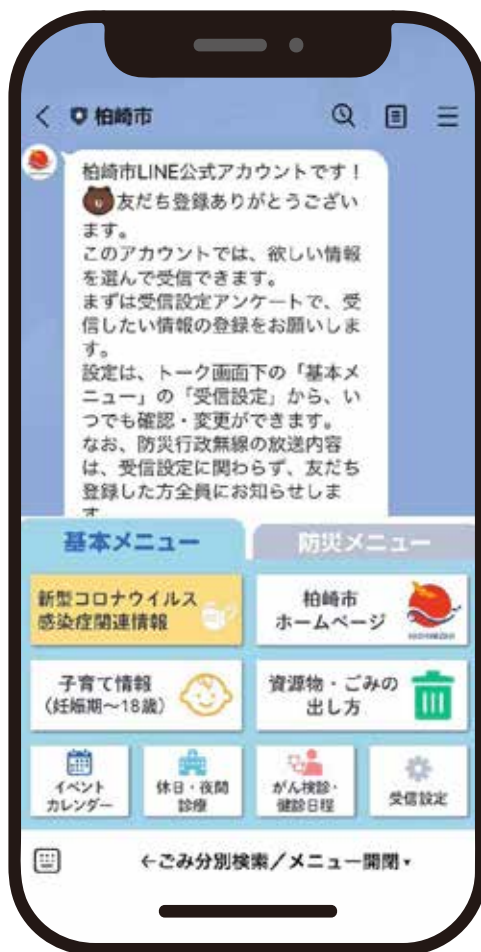 柏崎市
柏崎市LINE公式アカウントです！
友だち登録ありがとうござい
ます。
このアカウントでは、欲しい情報
を選んで受信できます。
まずは受信設定アンケートで、受
信したい情報の登録をお願いしま
す。
設定は、トーク画面下の「基本メ
ニュー」の「受信設定」から、い
つでも確認・変更ができます。
なお、防災行政無線の放送内容
は、受信設定に関わらず、友だち
登録した方全員にお知らせしま
す
基本メニュー
防災メニュー
新型コロナウイルス
感染症関連情報
柏崎市
ホームページ
子育て情報
（妊娠期～18歳）
資源物・ごみの
出し方
イベント
カレンダー
休日・夜間
診療
がん検診・
健診日程
受信設定
←ごみ分別検索／メニュー開閉▾